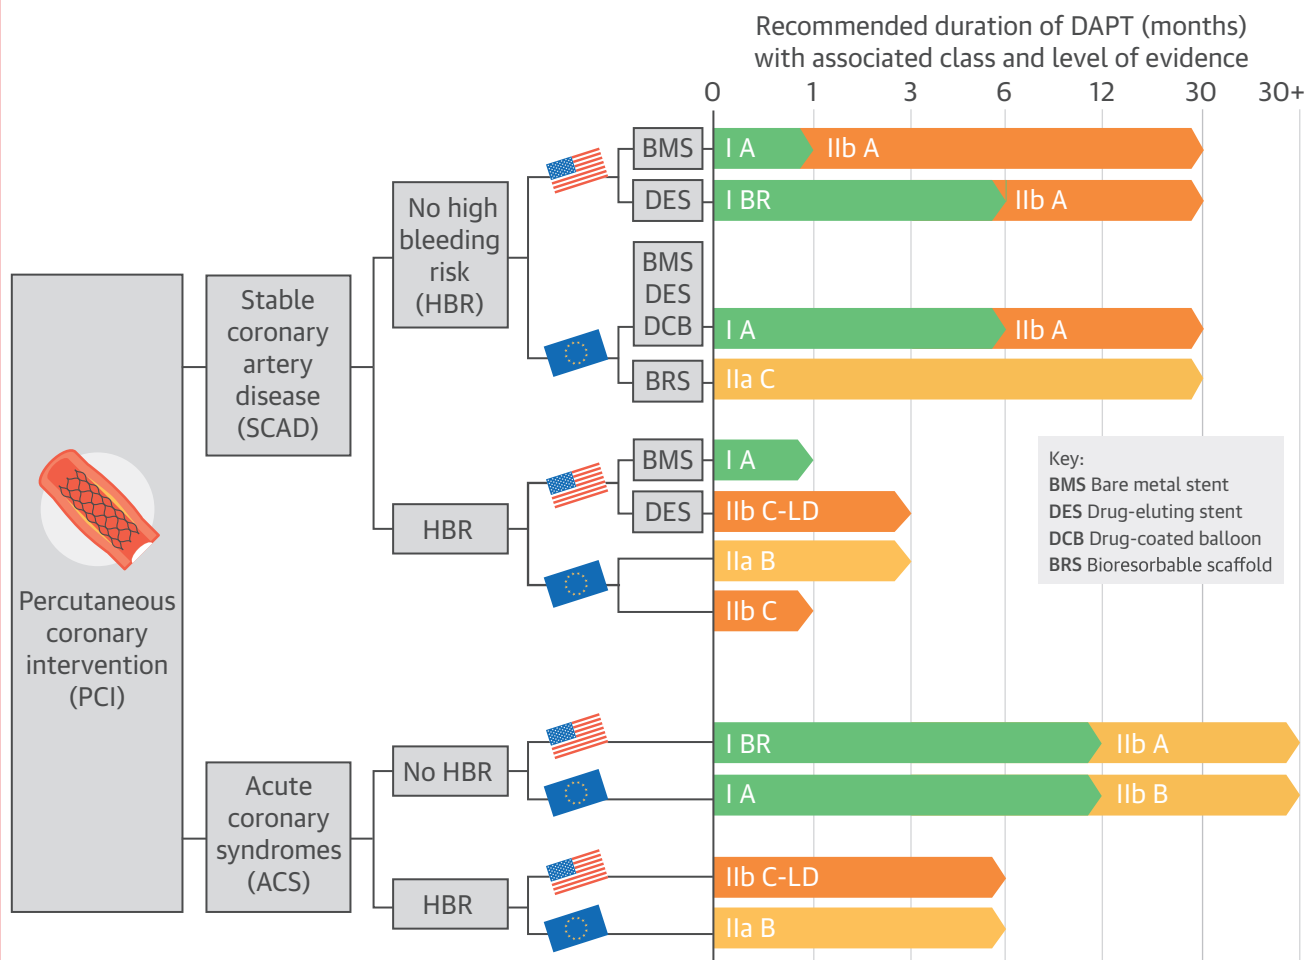 Recommended duration of DAPT (months)
with associated class and level of evidence
0 1 3 6 12 30 30+
Percutaneous
coronary
intervention
(PCI)
Stable
coronary
artery
disease
(SCAD)
No high
bleeding
risk
(HBR)
BMS
I A IIb A
DES
I BR IIb A
BMS
DES
DCB
I A IIb A
BRS
IIa C
HBR
BMS
I A
DES
IIb C-LD
IIa B
IIb C
Key:
BMS Bare metal stent
DES Drug-eluting stent
DCB Drug-coated balloon
BRS Bioresorbable scaffold
Acute
coronary
syndromes
(ACS)
No HBR
I BR IIb A
I A IIb B
HBR
IIb C-LD
IIa B